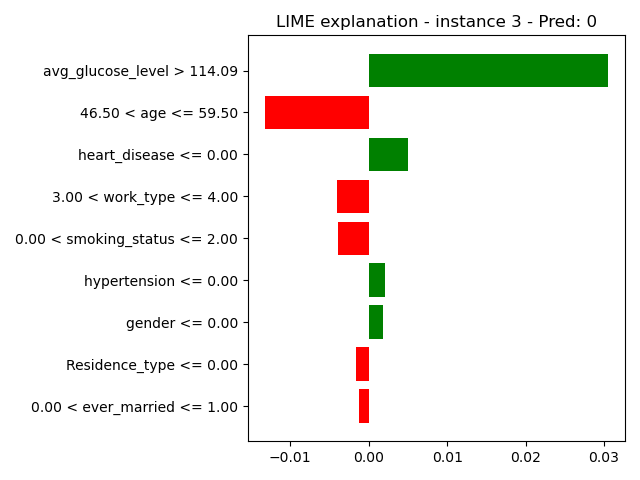 LIME explanation - instance 3 - Pred: 0
avg_glucose_level > 114.09
46.50 < age <= 59.50
heart_disease <= 0.00
3.00 < work_type <= 4.00
0.00 < smoking_status <= 2.00
hypertension <= 0.00
gender <= 0.00
Residence_type <= 0.00
0.00 < ever_married <= 1.00
−0.01 0.00 0.01 0.02 0.03